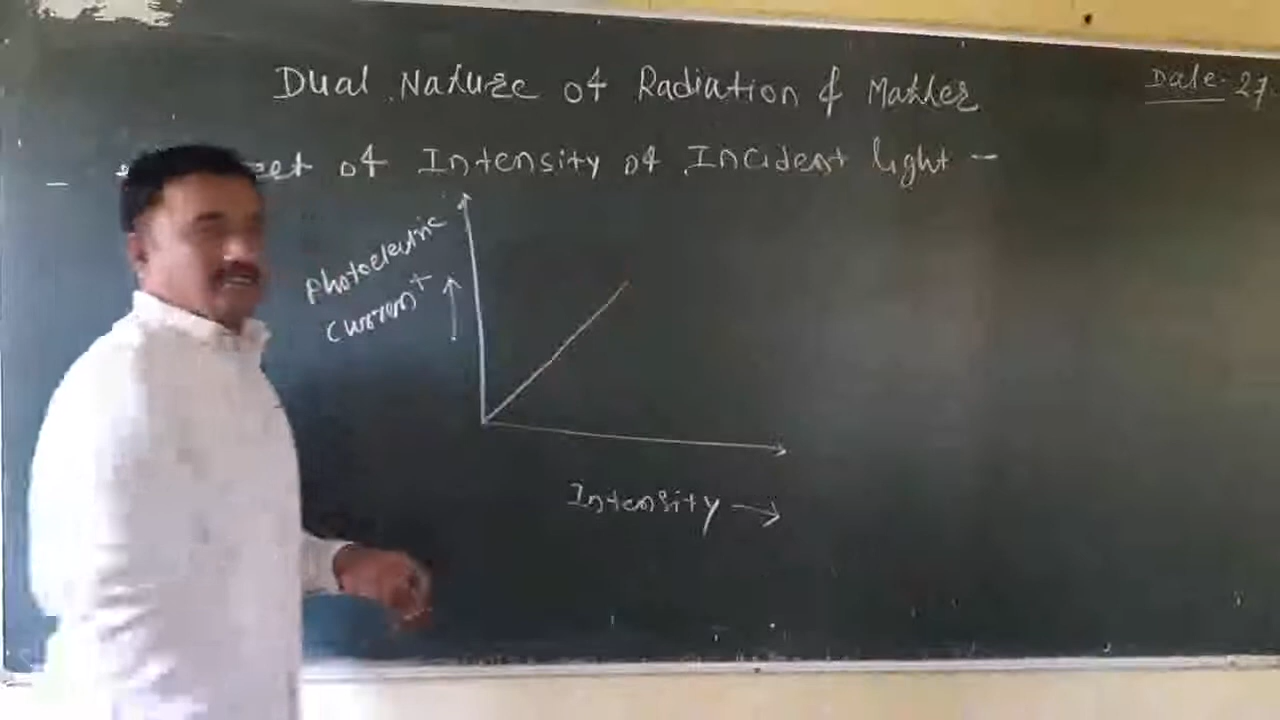 Dual Nature of Radiation & Matter
Date- 27
of Intensity of Incident light -
Photoelectric
Current
Intensity